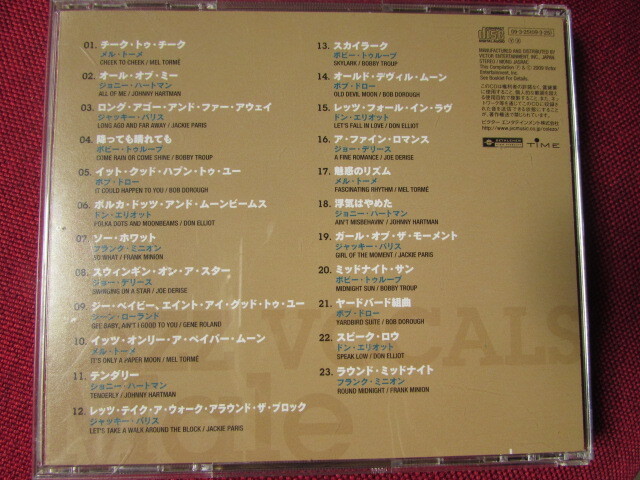 01. チーク・トゥ・チーク
メル・トーメ
CHEEK TO CHEEK / MEL TORMÉ
02. オール・オブ・ミー
ジョニー・ハートマン
ALL OF ME / JOHNNY HARTMAN
03. ロング・アゴー・アンド・ファー・アウェイ
ジャッキー・パリス
LONG AGO AND FAR AWAY / JACKIE PARIS
04. 降っても晴れても
ボビー・トゥループ
COME RAIN OR COME SHINE / BOBBY TROUP
05. イット・クッド・ハプン・トゥ・ユー
ボブ・ドロー
IT COULD HAPPEN TO YOU / BOB DOROUGH
06. ポルカ・ドッツ・アンド・ムーンビームス
ドン・エリオット
POLKA DOTS AND MOONBEAMS / DON ELLIOT
07. ソー・ホワット
フランク・ミニオン
SO WHAT / FRANK MINION
08. スウィンギン・オン・ア・スター
ジョー・デリース
SWINGING ON A STAR / JOE DERISE
09. ジー・ベイビー、エイント・アイ・グッド・トゥ・ユー
ジーン・ローランド
GEE BABY, AIN'T I GOOD TO YOU / GENE ROLAND
10. イッツ・オンリー・ア・ペイパー・ムーン
メル・トーメ
IT'S ONLY A PAPER MOON / MEL TORMÉ
11. テンダリー
ジョニー・ハートマン
TENDERLY / JOHNNY HARTMAN
12. レッツ・テイク・ア・ウォーク・アラウンド・ザ・ブロック
ジャッキー・パリス
LET'S TAKE A WALK AROUND THE BLOCK / JACKIE PARIS
13. スカイラーク
ボビー・トゥループ
SKYLARK / BOBBY TROUP
14. オールド・デヴィル・ムーン
ボブ・ドロー
OLD DEVIL MOON / BOB DOROUGH
15. レッツ・フォール・イン・ラヴ
ドン・エリオット
LET'S FALL IN LOVE / DON ELLIOT
16. ア・ファイン・ロマンス
ジョー・デリース
A FINE ROMANCE / JOE DERISE
17. 魅惑のリズム
メル・トーメ
FASCINATING RHYTHM / MEL TORMÉ
18. 浮気はやめた
ジョニー・ハートマン
AIN'T MISBEHAVIN' / JOHNNY HARTMAN
19. ガール・オブ・ザ・モーメント
ジャッキー・パリス
GIRL OF THE MOMENT / JACKIE PARIS
20. ミッドナイト・サン
ボビー・トゥループ
MIDNIGHT SUN / BOBBY TROUP
21. ヤードバード組曲
ボブ・ドロー
YARDBIRD SUITE / BOB DOROUGH
22. スピーク・ロウ
ドン・エリオット
SPEAK LOW / DON ELLIOT
23. ラウンド・ミッドナイト
フランク・ミニオン
ROUND MIDNIGHT / FRANK MINION
MANUFACTURED AND DISTRIBUTED BY
VICTOR ENTERTAINMENT, INC., JAPAN.
ビクターエンタテインメント株式会社
TIME
VOCALS
Male